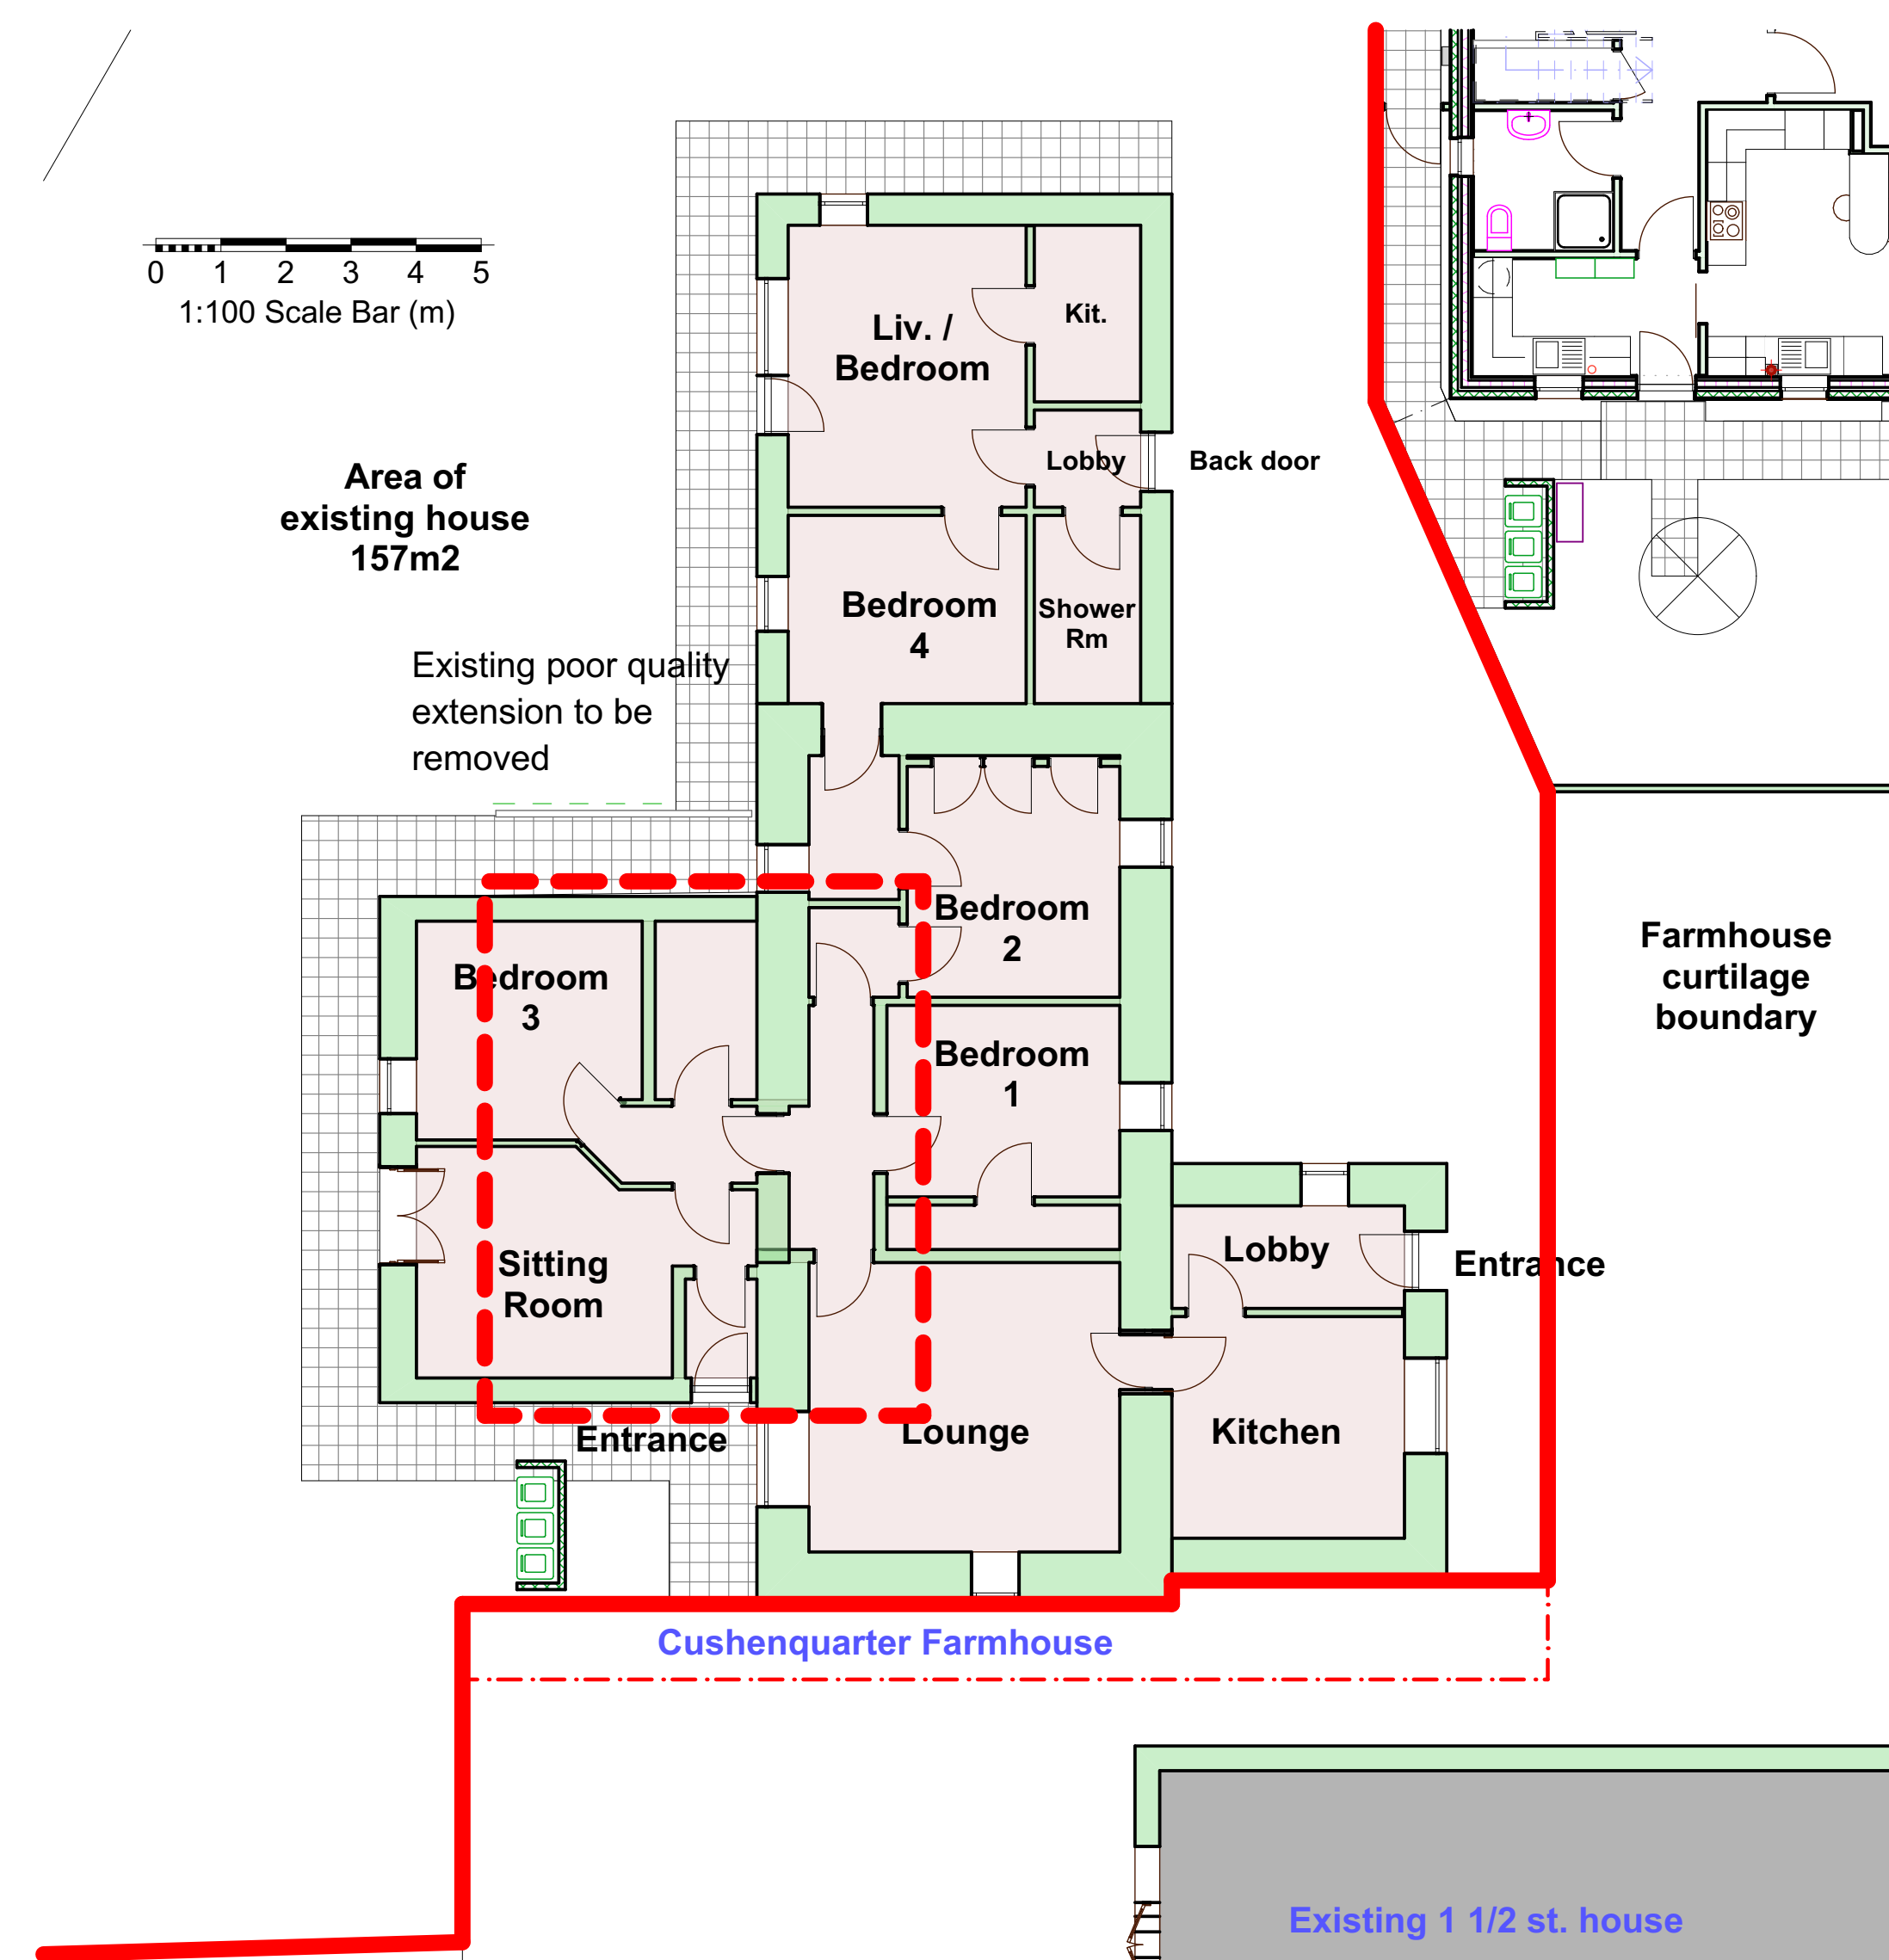 0 1 2 3 4 5
1:100 Scale Bar (m)
Liv. /
Bedroom
Kit.
Lobby
Back door
Area of
existing house
157m2
Bedroom
4
Shower
Rm
Existing poor quality
extension to be
removed
Bedroom
2
Farmhouse
curtilage
boundary
Bedroom
3
Bedroom
1
Lobby
Entrance
Sitting
Room
Entrance
Lounge
Kitchen
Cushenquarter Farmhouse
Existing 1 1/2 st. house